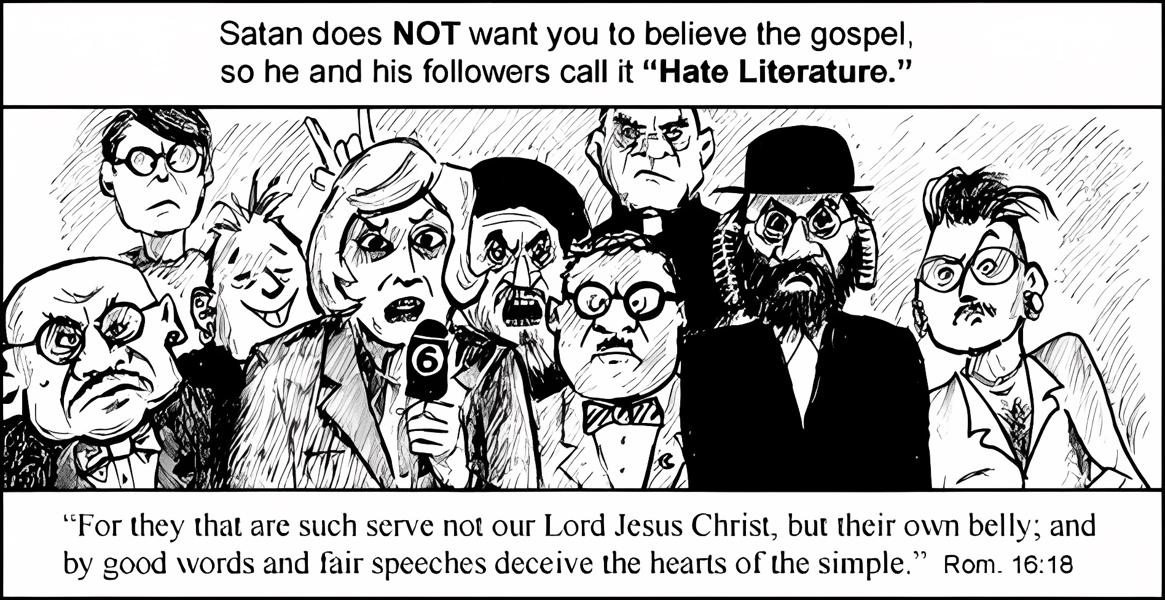 Satan does NOT want you to believe the gospel,
so he and his followers call it “Hate Literature.”
6
“For they that are such serve not our Lord Jesus Christ, but their own belly; and
by good words and fair speeches deceive the hearts of the simple.” Rom. 16:18